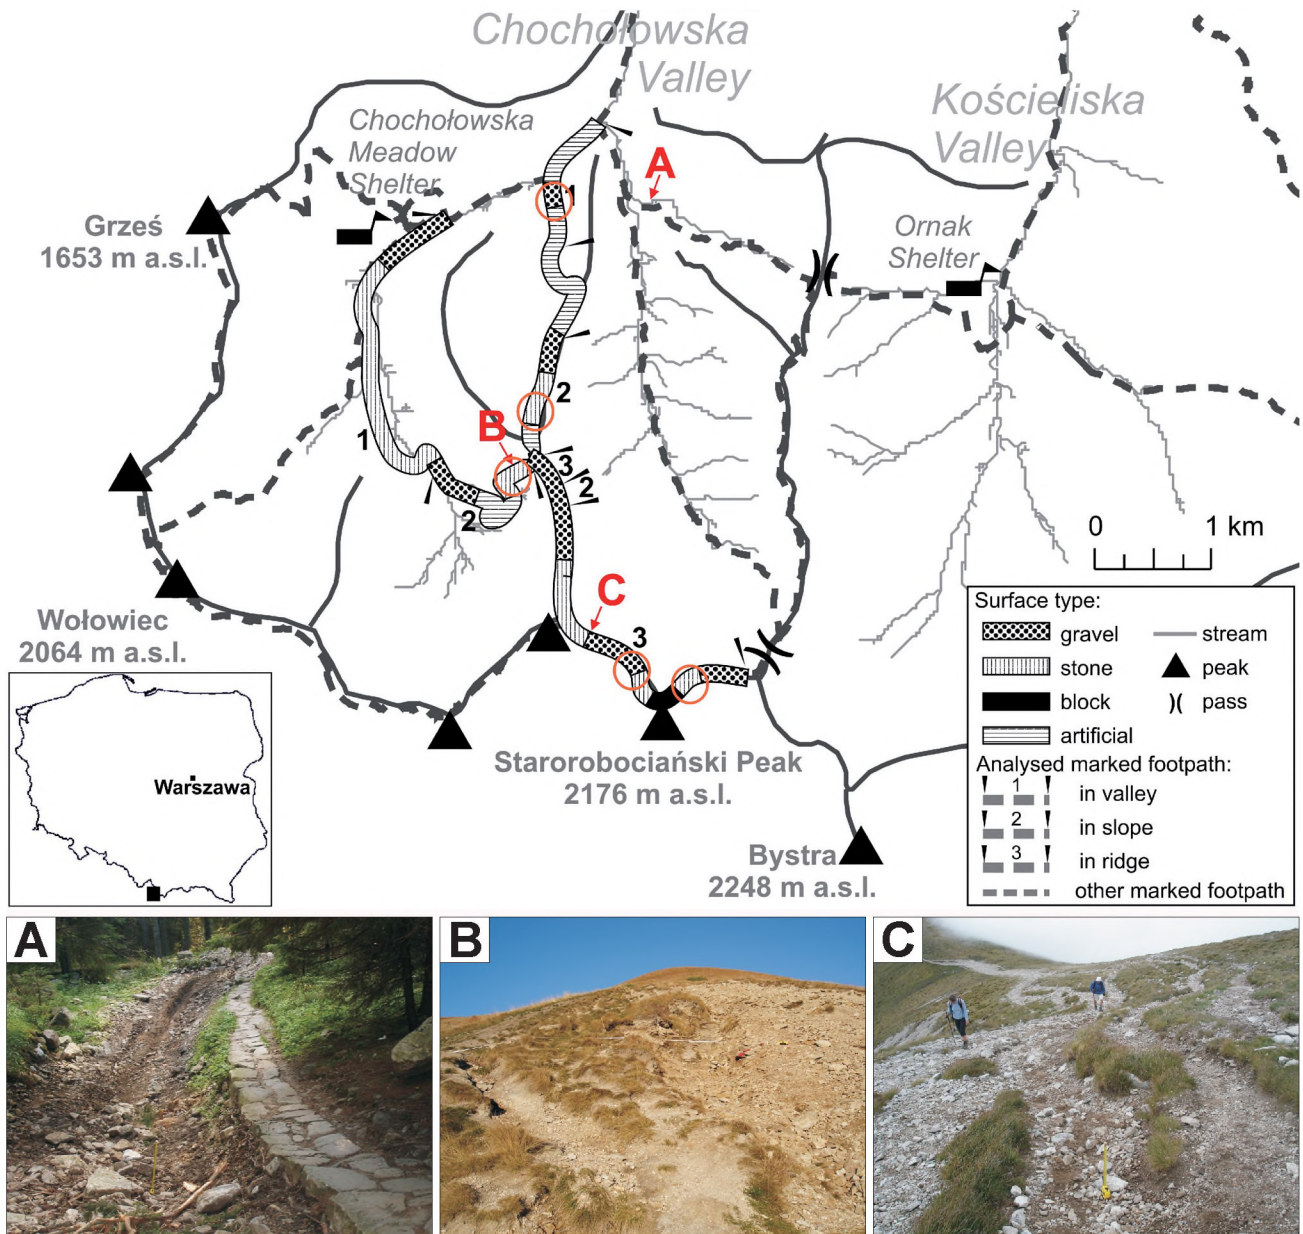 Chochołowska
Valley
Kościeliska
Valley
Chochołowska
Meadow
Shelter
A
1
Grześ
1653 m a.s.l.
Ornak
Shelter
2
B
1
3
2
2
0 1 km
C
3
Wołowiec
2064 m a.s.l.
Warszawa
Starorobociański Peak
2176 m a.s.l.
Bystra
2248 m a.s.l.
Surface type:
gravel
stream
stone
peak
block
)( pass
artificial
Analysed marked footpath:
1 in valley
2 in slope
3 in ridge
other marked footpath
A
B
C